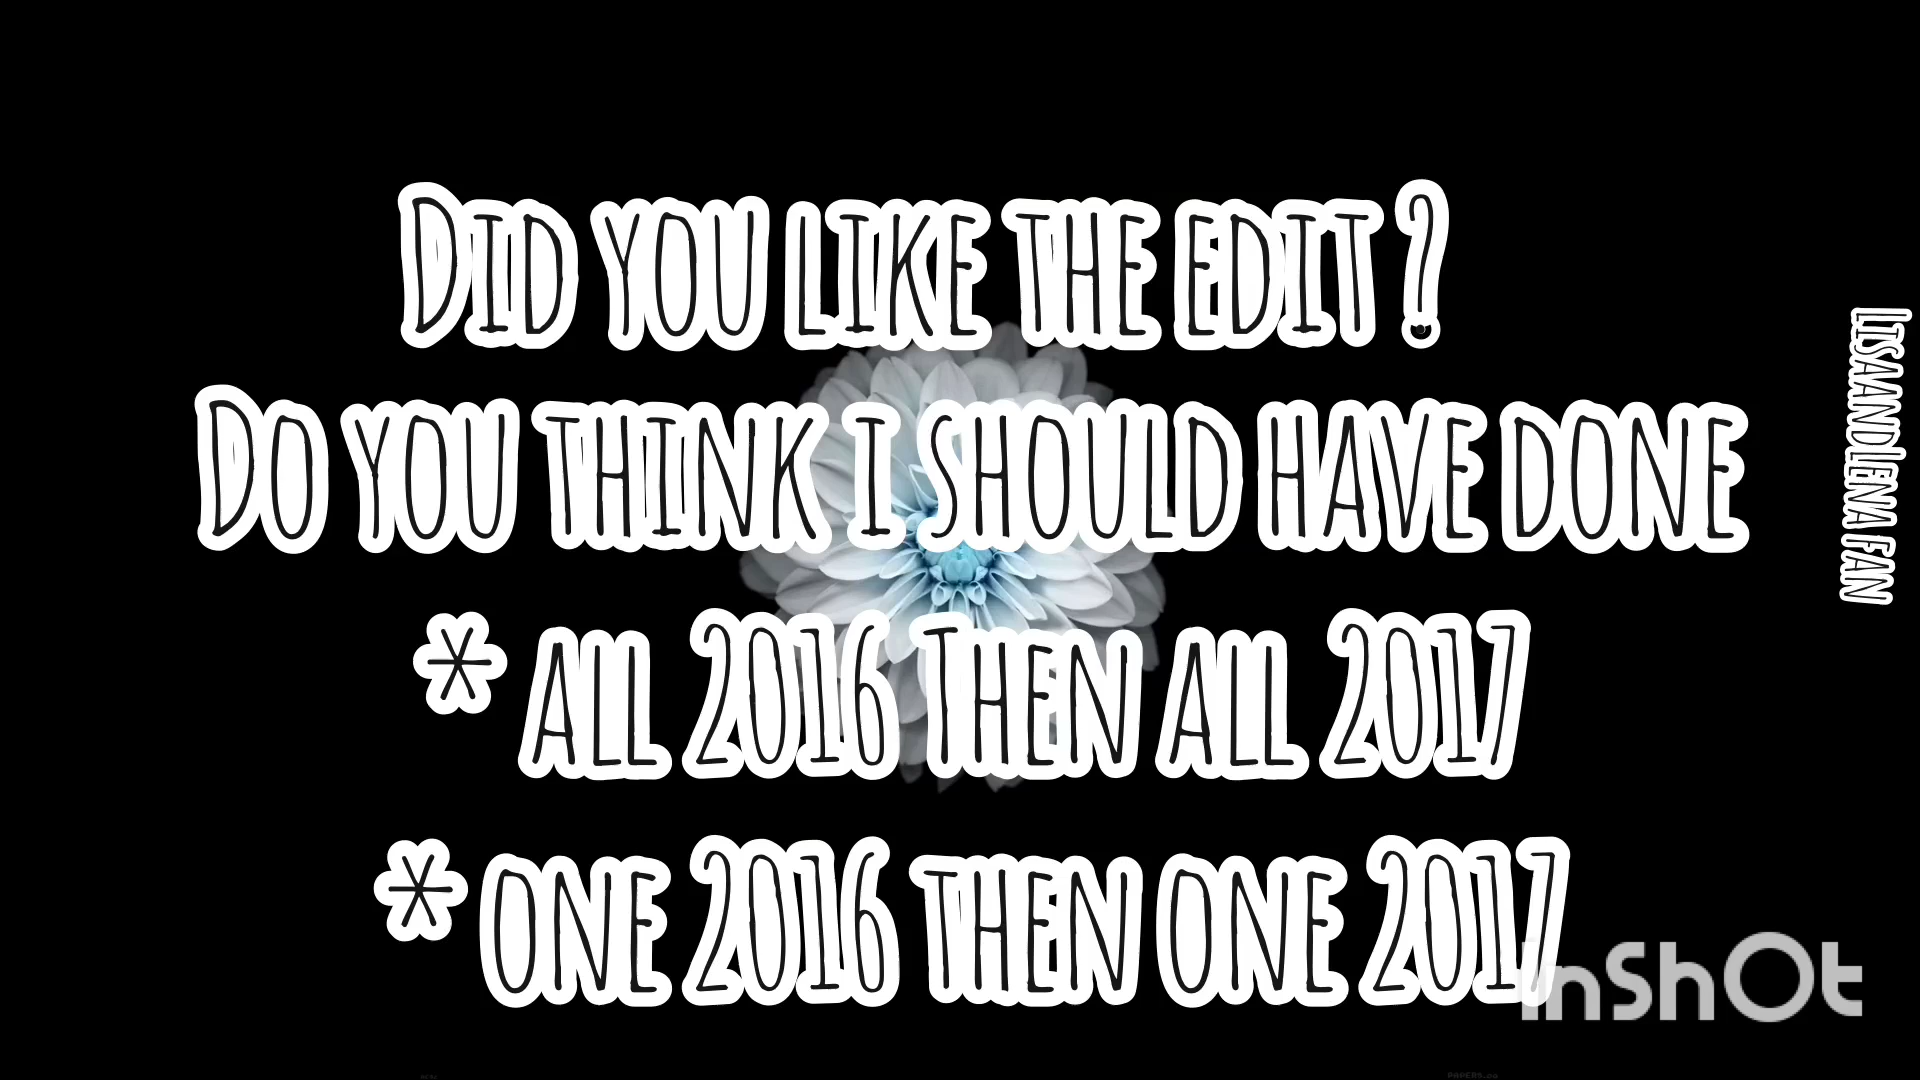 Did you like the edit ?
Do you think i should have done
* all 2016 Then all 2017
* one 2016 then one 2017
LisaandLena fan
InShOt